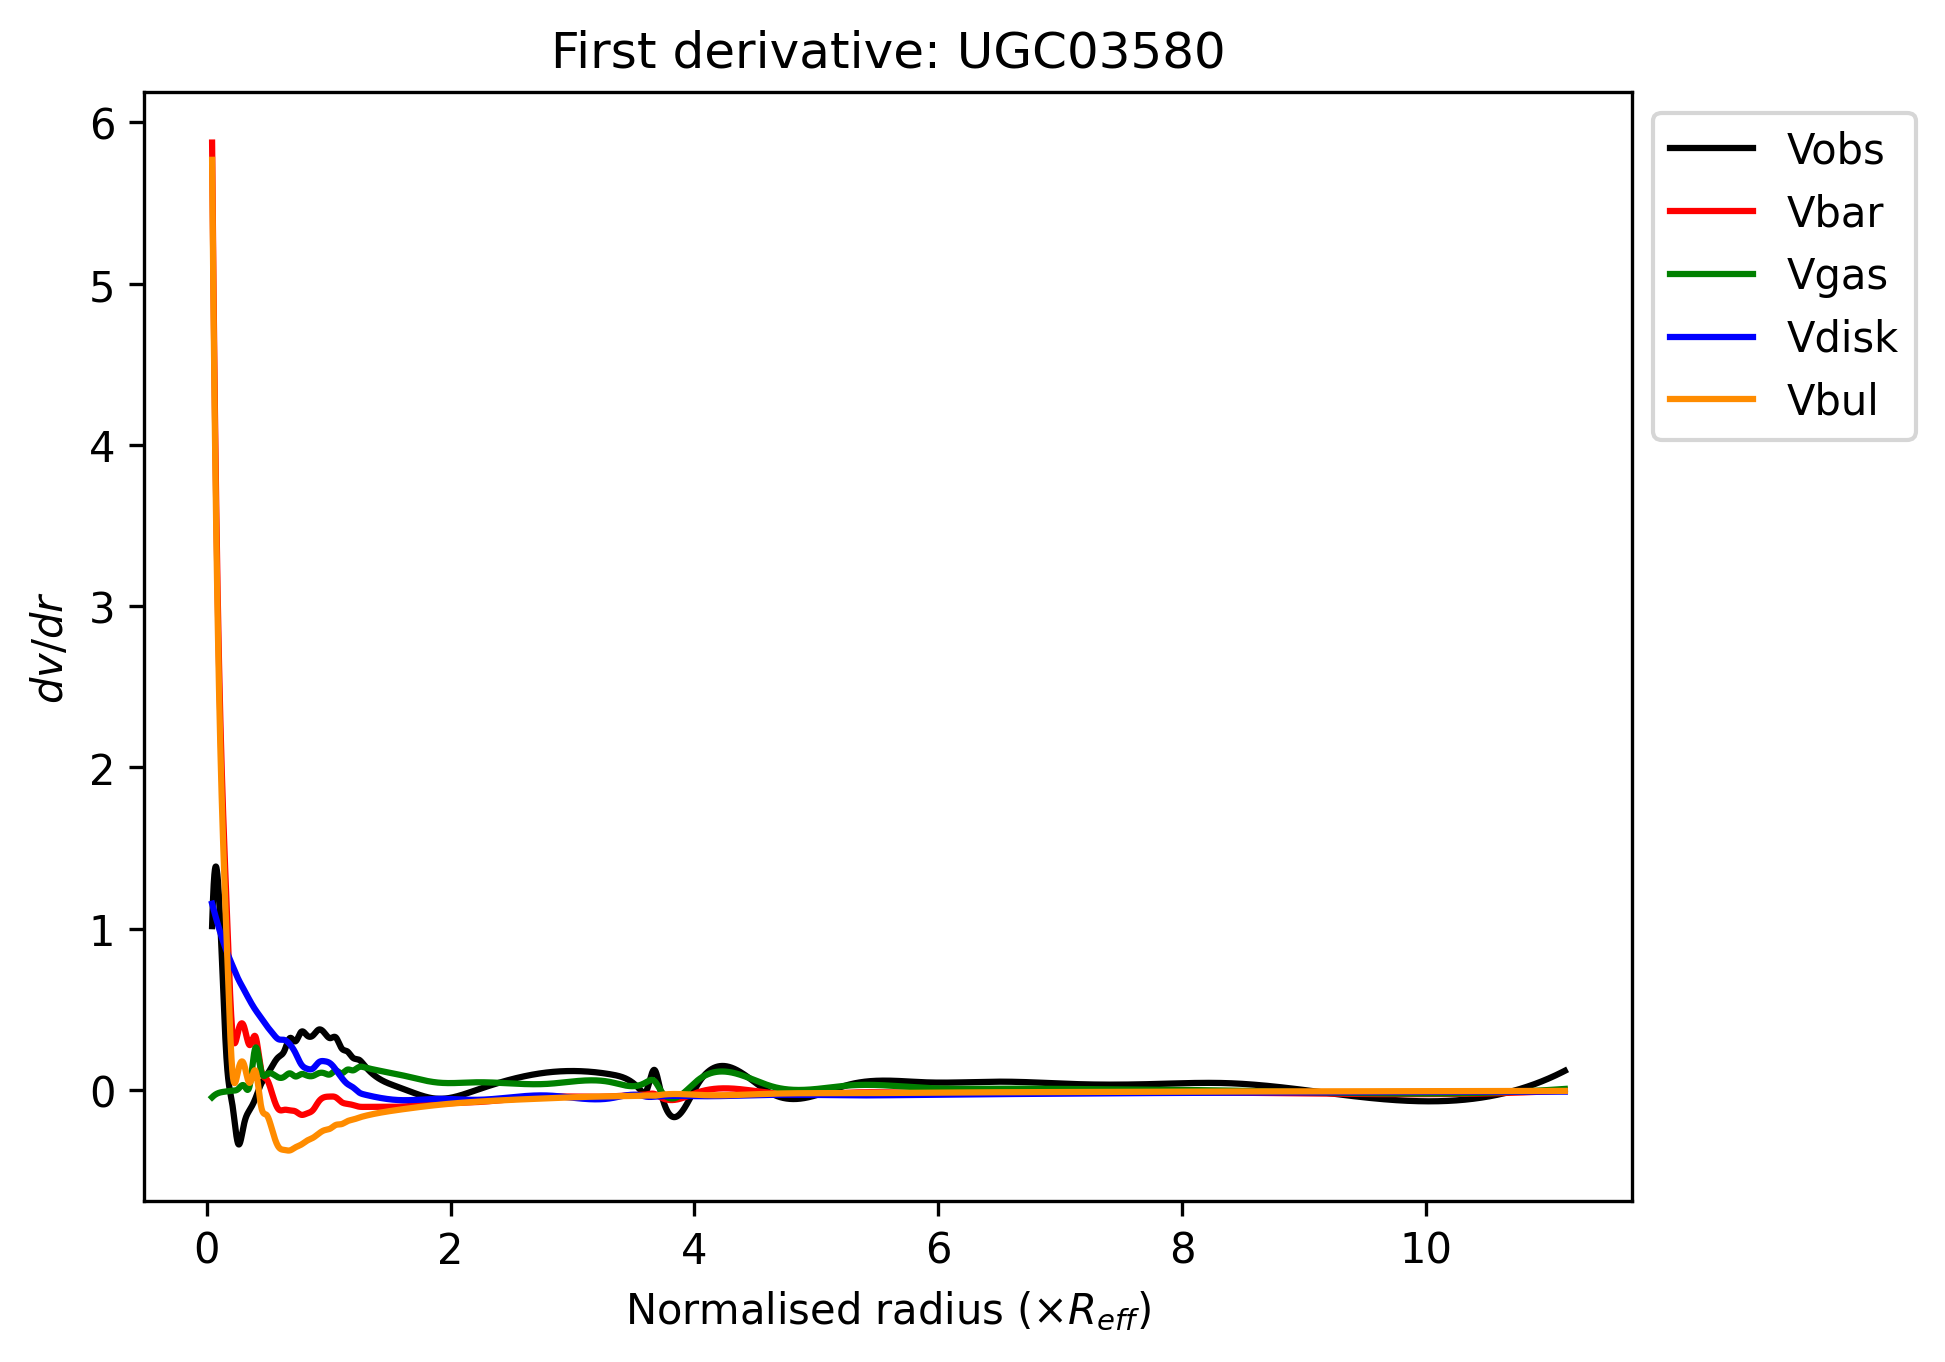 First derivative: UGC03580
6
5
4
3
2
1
0
dv/dr
0 2 4 6 8 10
Normalised radius (×R_eff)
Vobs
Vbar
Vgas
Vdisk
Vbul